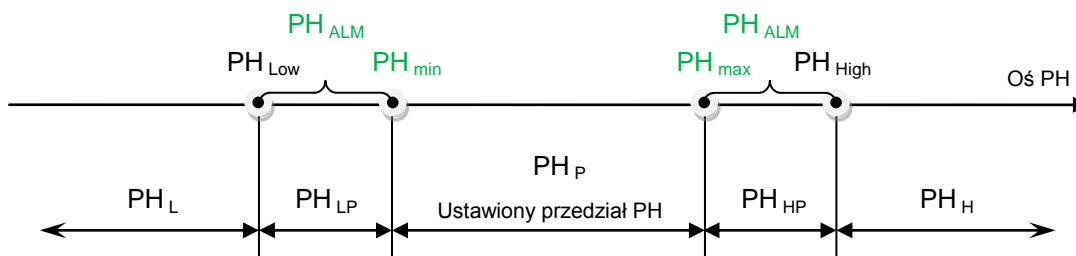 PH ALM PH ALM
PH Low PH min PH max PH High
Oś PH
PH P
PH L PH LP Ustawiony przedział PH PH HP PH H